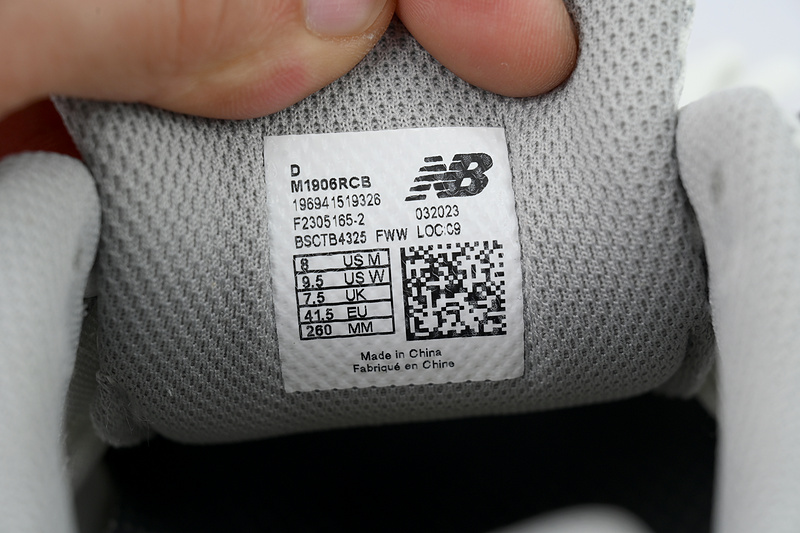 D
M1906RCB
NB
196941519326
032023
F2305165-2
BSCTB4325 FWW LOC:C9
8 US M
9.5 US W
7.5 UK
41.5 EU
260 MM
Made in China
Fabriqué en Chine